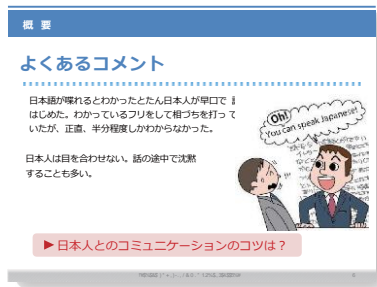 概 要
よくあるコメント
日本語が喋れるとわかったとたん日本人が早口で
はじめた。わかっているフリをして相づちを打って
いたが、正直、半分程度しかわからなかった。
Oh!
You can speak Japanese!
日本人は目を合わせない。話の途中で沈黙
することも多い。
▶日本人とのコミュニケーションのコツは？